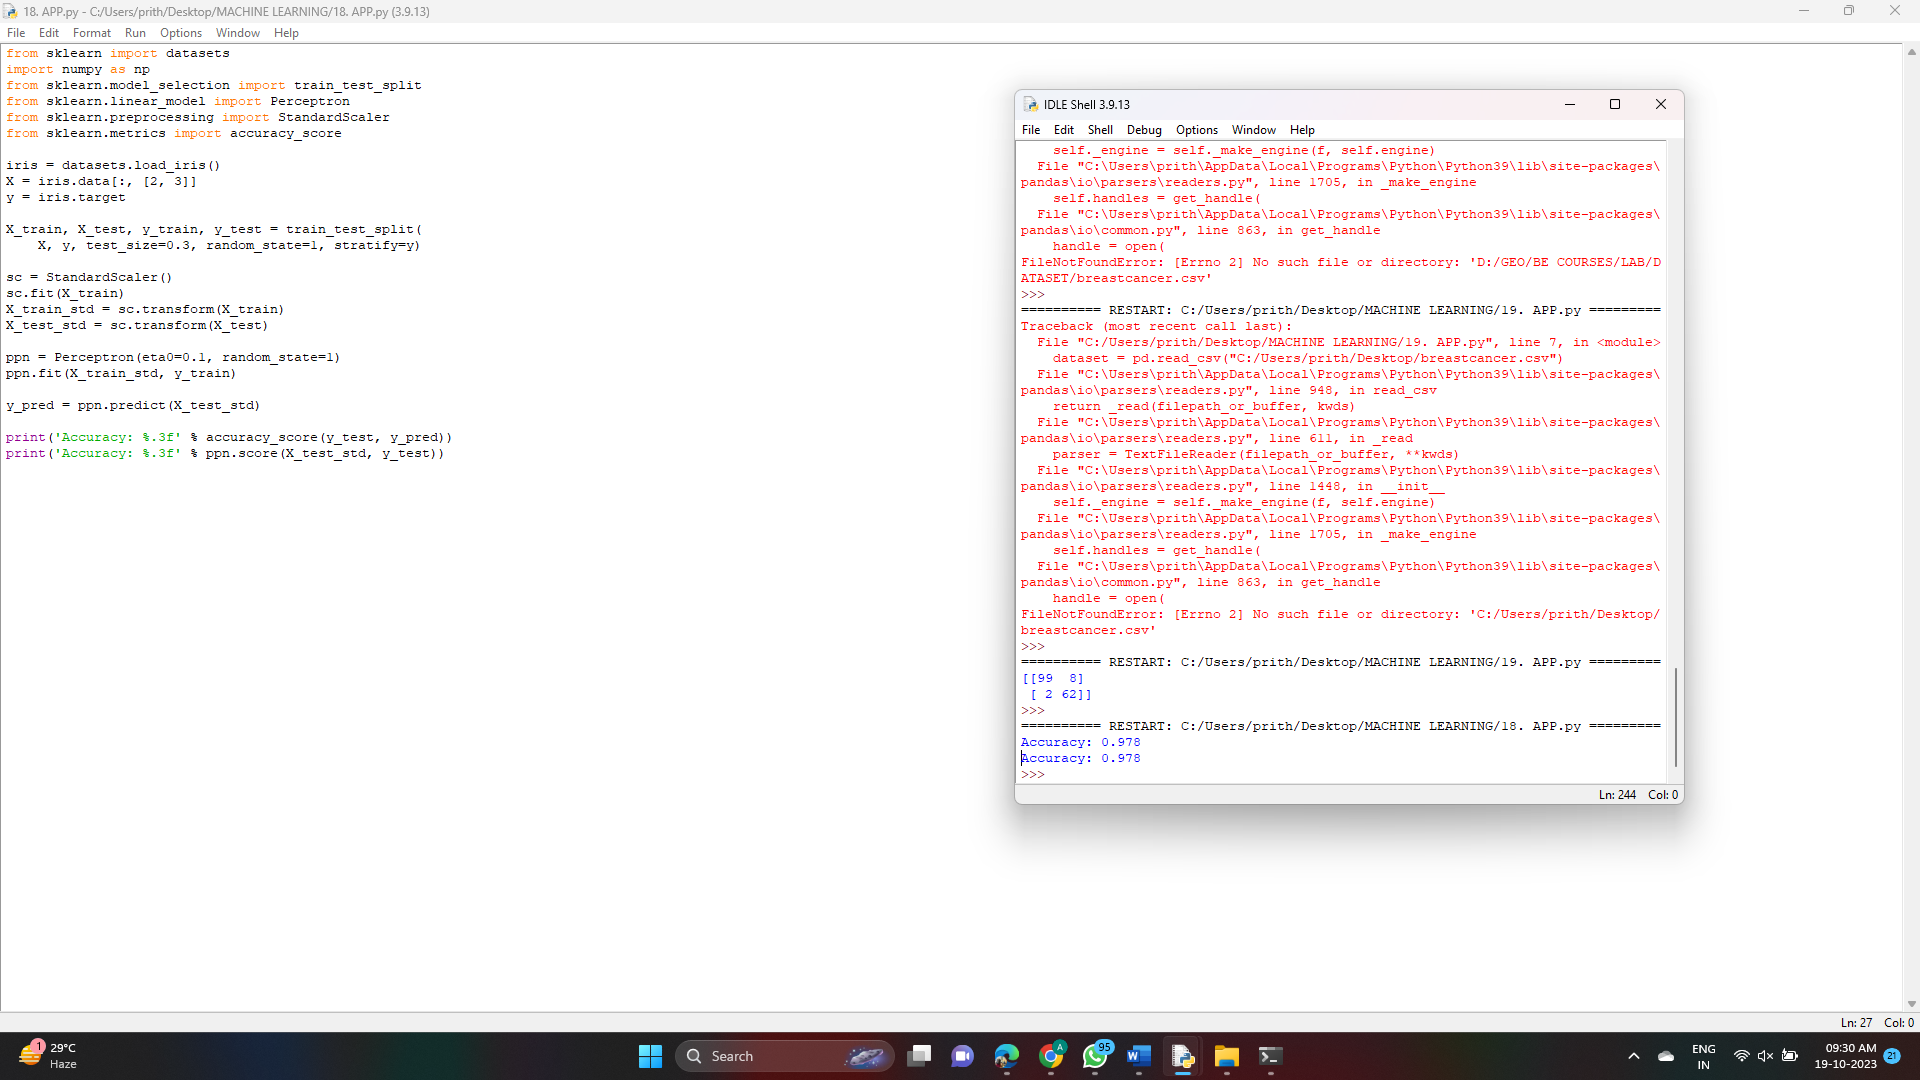 18. APP.py - C:/Users/prith/Desktop/MACHINE LEARNING/18. APP.py (3.9.13)
File Edit Format Run Options Window Help
from sklearn import datasets
import numpy as np
from sklearn.model_selection import train_test_split
from sklearn.linear_model import Perceptron
from sklearn.preprocessing import StandardScaler
from sklearn.metrics import accuracy_score
iris = datasets.load_iris()
X = iris.data[:, [2, 3]]
y = iris.target
X_train, X_test, y_train, y_test = train_test_split(
    X, y, test_size=0.3, random_state=1, stratify=y)
sc = StandardScaler()
sc.fit(X_train)
X_train_std = sc.transform(X_train)
X_test_std = sc.transform(X_test)
ppn = Perceptron(eta0=0.1, random_state=1)
ppn.fit(X_train_std, y_train)
y_pred = ppn.predict(X_test_std)
print('Accuracy: %.3f' % accuracy_score(y_test, y_pred))
print('Accuracy: %.3f' % ppn.score(X_test_std, y_test))
IDLE Shell 3.9.13
File Edit Shell Debug Options Window Help
    self._engine = self._make_engine(f, self.engine)
  File "C:\Users\prith\AppData\Local\Programs\Python\Python39\lib\site-packages\
pandas\io\parsers\readers.py", line 1705, in _make_engine
    self.handles = get_handle(
  File "C:\Users\prith\AppData\Local\Programs\Python\Python39\lib\site-packages\
pandas\io\common.py", line 863, in get_handle
    handle = open(
FileNotFoundError: [Errno 2] No such file or directory: 'D:/GEO/BE COURSES/LAB/D
ATASET/breastcancer.csv'
>>>
========== RESTART: C:/Users/prith/Desktop/MACHINE LEARNING/19. APP.py =========
Traceback (most recent call last):
  File "C:/Users/prith/Desktop/MACHINE LEARNING/19. APP.py", line 7, in <module>
    dataset = pd.read_csv("C:/Users/prith/Desktop/breastcancer.csv")
  File "C:\Users\prith\AppData\Local\Programs\Python\Python39\lib\site-packages\
pandas\io\parsers\readers.py", line 948, in read_csv
    return _read(filepath_or_buffer, kwds)
  File "C:\Users\prith\AppData\Local\Programs\Python\Python39\lib\site-packages\
pandas\io\parsers\readers.py", line 611, in _read
    parser = TextFileReader(filepath_or_buffer, **kwds)
  File "C:\Users\prith\AppData\Local\Programs\Python\Python39\lib\site-packages\
pandas\io\parsers\readers.py", line 1448, in __init__
    self._engine = self._make_engine(f, self.engine)
  File "C:\Users\prith\AppData\Local\Programs\Python\Python39\lib\site-packages\
pandas\io\parsers\readers.py", line 1705, in _make_engine
    self.handles = get_handle(
  File "C:\Users\prith\AppData\Local\Programs\Python\Python39\lib\site-packages\
pandas\io\common.py", line 863, in get_handle
    handle = open(
FileNotFoundError: [Errno 2] No such file or directory: 'C:/Users/prith/Desktop/
breastcancer.csv'
>>>
========== RESTART: C:/Users/prith/Desktop/MACHINE LEARNING/19. APP.py =========
[[99  8]
 [ 2 62]]
>>>
========== RESTART: C:/Users/prith/Desktop/MACHINE LEARNING/18. APP.py =========
Accuracy: 0.978
Accuracy: 0.978
>>>
Ln: 244 Col: 0
Ln: 27 Col: 0
1
29°C
Haze
Search
A
95
ENG
IN
09:30 AM
19-10-2023
21